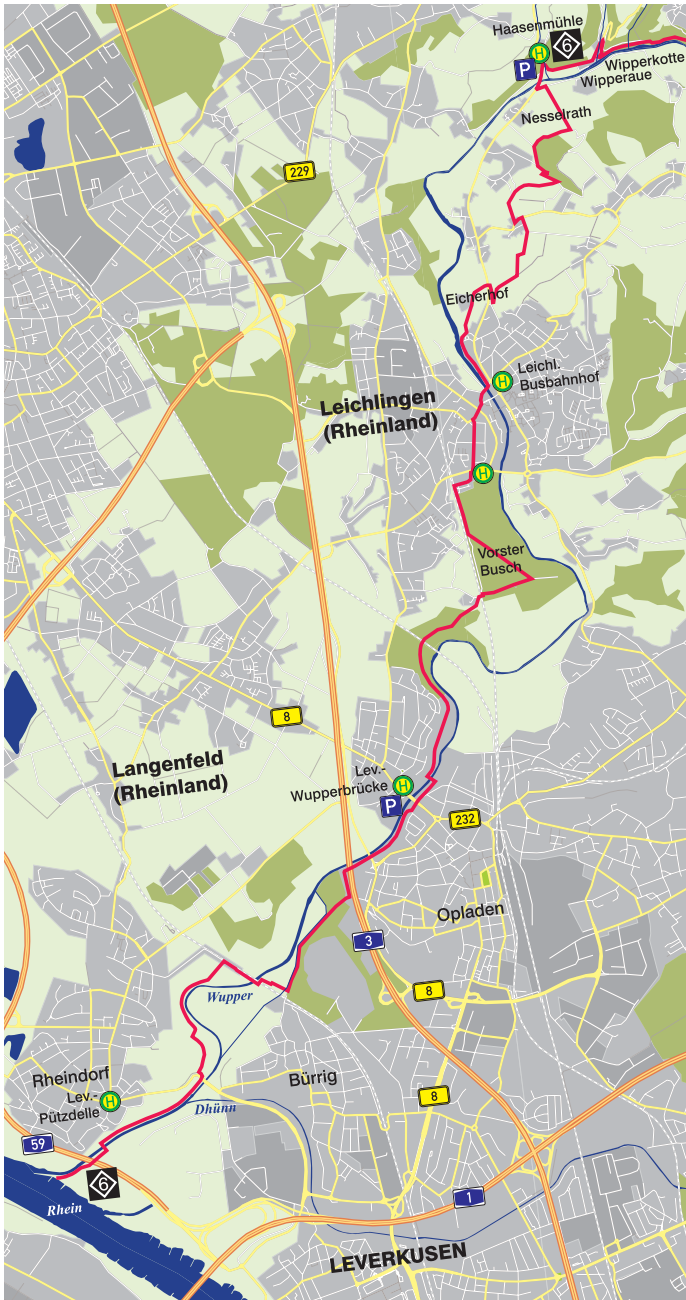 Haasenmühle
H
6
P
Wipperkotte
Wipperaue
Nesselrath
229
Eicherhof
H
Leichl.
Busbahnhof
Leichlingen
(Rheinland)
H
Vorster
Busch
8
Langenfeld
(Rheinland)
Lev.-
Wupperbrücke
H
P
232
Opladen
3
8
Wupper
Rheindorf
Lev.-
Pützdelle
H
Bürrig
8
Dhünn
59
6
Rhein
1
LEVERKUSEN